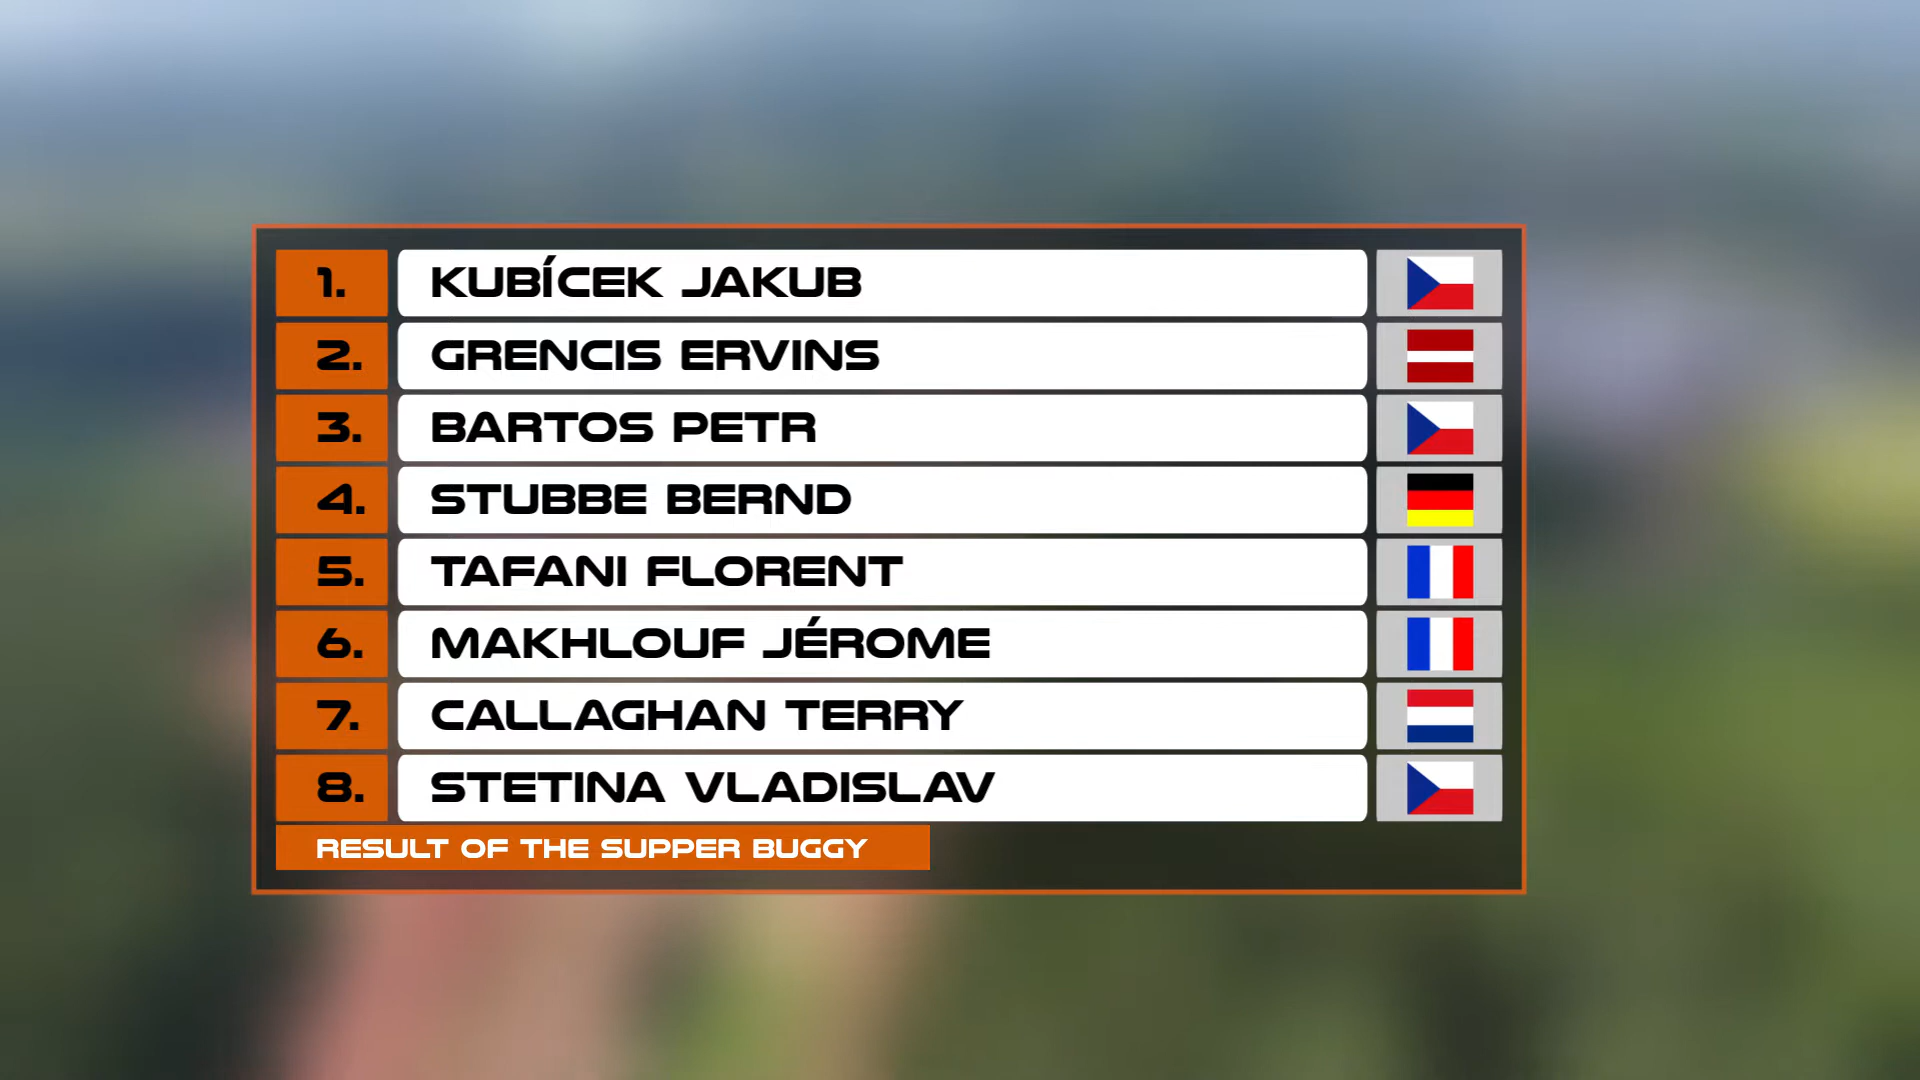 1. KUBÍCEK JAKUB
2. GRENCIS ERVINS
3. BARTOS PETR
4. STUBBE BERND
5. TAFANI FLORENT
6. MAKHLOUF JÉROME
7. CALLAGHAN TERRY
8. STETINA VLADISLAV
RESULT OF THE SUPPER BUGGY